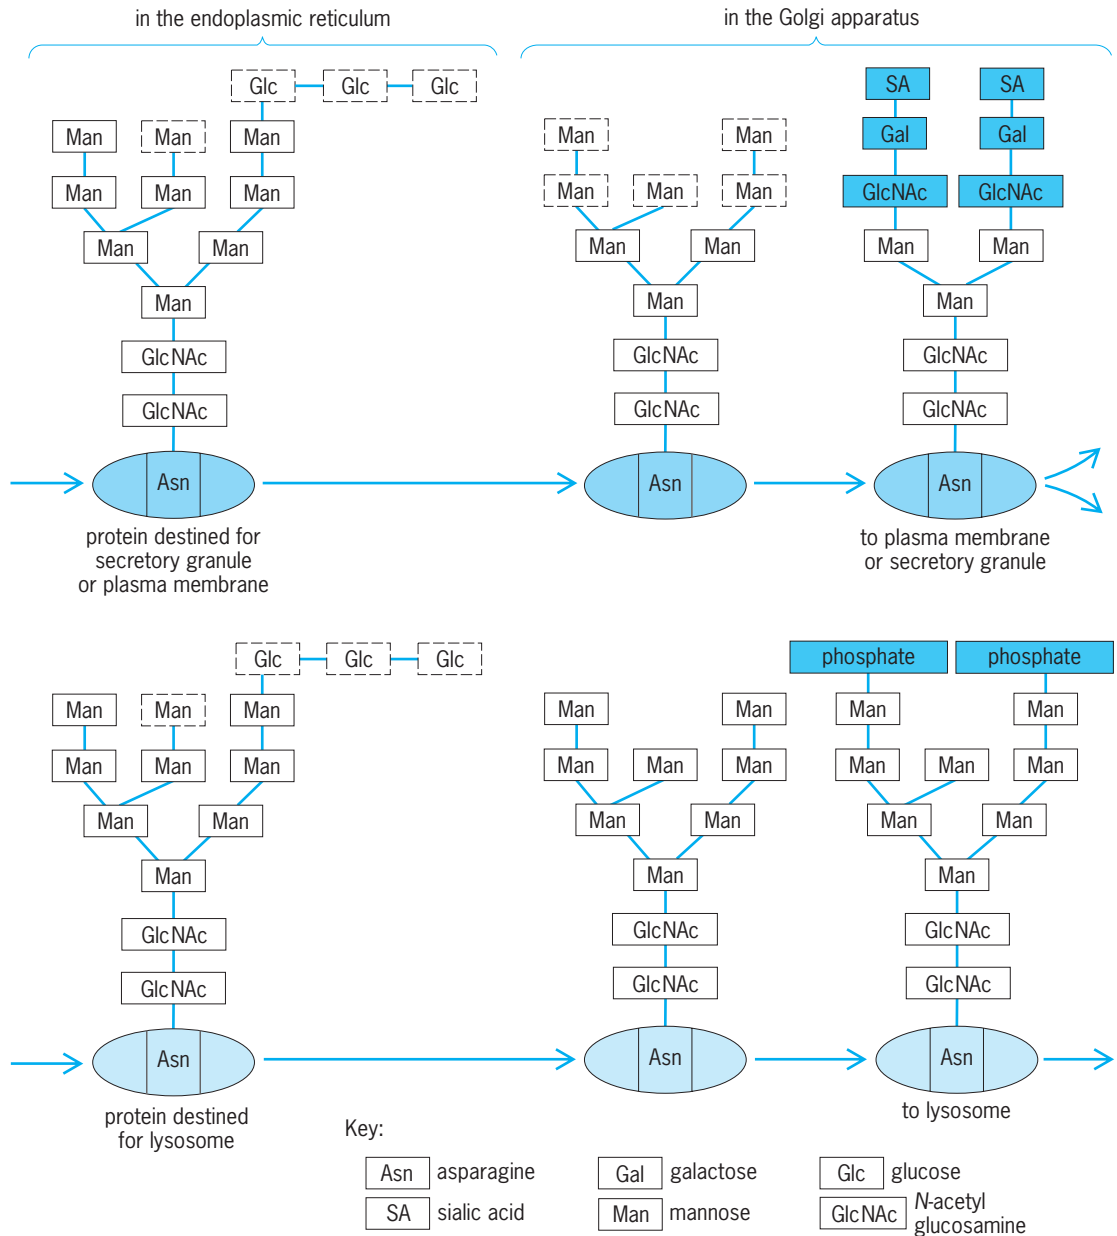 in the endoplasmic reticulum
in the Golgi apparatus
Glc Glc Glc
SA SA
Man Man Man
Man Man
Gal Gal
Man Man Man
Man Man Man
GlcNAc GlcNAc
Man Man
Man Man
Man Man
Man
Man
Man
GlcNAc
GlcNAc
GlcNAc
GlcNAc
GlcNAc
GlcNAc
Asn
Asn
Asn
protein destined for
secretory granule
or plasma membrane
to plasma membrane
or secretory granule
Glc Glc Glc
phosphate phosphate
Man Man Man
Man Man
Man Man
Man Man Man
Man Man Man
Man Man Man
Man Man
Man Man
Man Man
Man
Man
Man
GlcNAc
GlcNAc
GlcNAc
GlcNAc
GlcNAc
GlcNAc
Asn
Asn
Asn
protein destined
for lysosome
to lysosome
Key:
Asn asparagine
Gal galactose
Glc glucose
SA sialic acid
Man mannose
GlcNAc N-acetyl
glucosamine